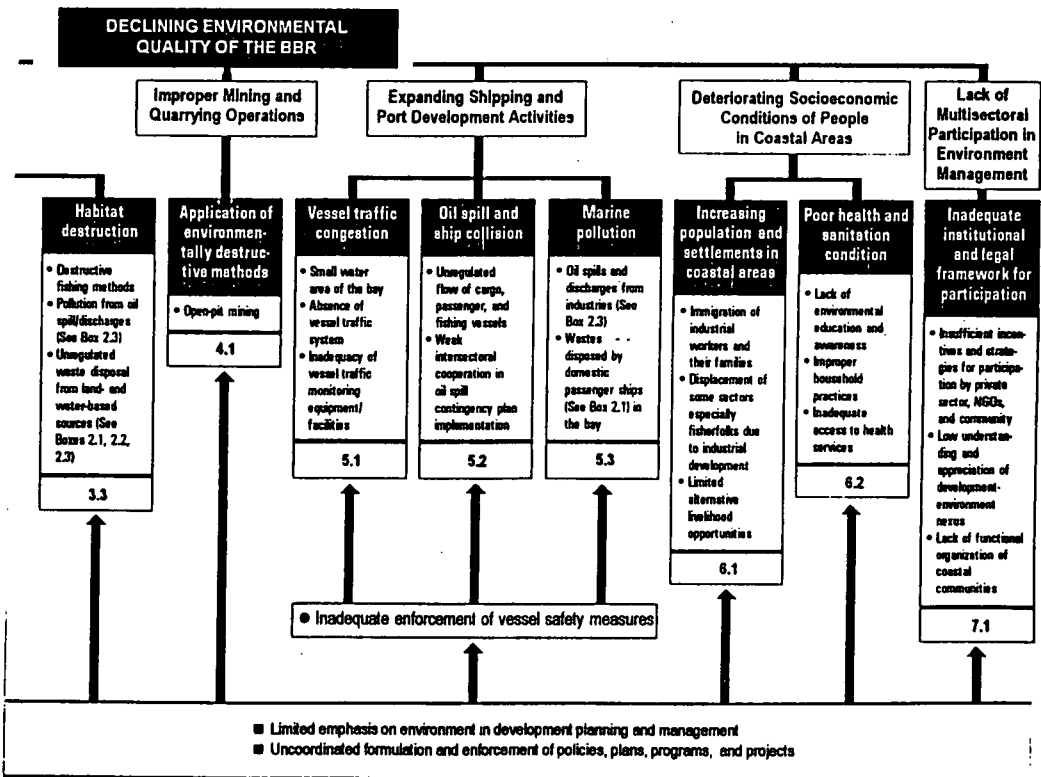 DECLINING ENVIRONMENTAL
QUALITY OF THE BBR
Improper Mining and
Quarrying Operations
Expanding Shipping and
Port Development Activities
Deteriorating Socioeconomic
Conditions of People
in Coastal Areas
Lack of
Multisectoral
Participation in
Environment
Management
Habitat
destruction
• Destructive
fishing methods
• Pollution from oil
spill/discharges
(See Box 2.3)
• Unregulated
waste disposal
from land- and
water-based
sources (See
Boxes 2.1, 2.2,
2.3)
3.3
Application of
environmen-
tally destruc-
tive methods
• Open-pit mining
4.1
Vessel traffic
congestion
• Small water
area of the bay
• Absence of
vessel traffic
system
• Inadequacy of
vessel traffic
monitoring
equipment/
facilities
5.1
Oil spill and
ship collision
• Unregulated
flow of cargo,
passenger, and
fishing vessels
• Weak
intersectoral
cooperation in
oil spill
contingency plan
implementation
5.2
Marine
pollution
• Oil spills and
discharges from
industries (See
Box 2.3)
• Wastes
disposed by
domestic
passenger ships
(See Box 2.1) in
the bay
5.3
Increasing
population and
settlements in
coastal areas
• Immigration of
industrial
workers and
their families
• Displacement of
some sectors
especially
fisherfolks due
to industrial
development
• Limited
alternative
livelihood
opportunities
6.1
Poor health and
sanitation
condition
• Lack of
environmental
education and
awareness
• Improper
household
practices
• Inadequate
access to health
services
6.2
Inadequate
institutional
and legal
framework for
participation
• Insufficient incen-
tives and strate-
gies for participa-
tion by private
sector, NGOs,
and community
• Low understan-
ding and
appreciation of
development-
environment
nexus
• Lack of functional
organization of
coastal
communities
7.1
• Inadequate enforcement of vessel safety measures
■ Limited emphasis on environment in development planning and management
■ Uncoordinated formulation and enforcement of policies, plans, programs, and projects